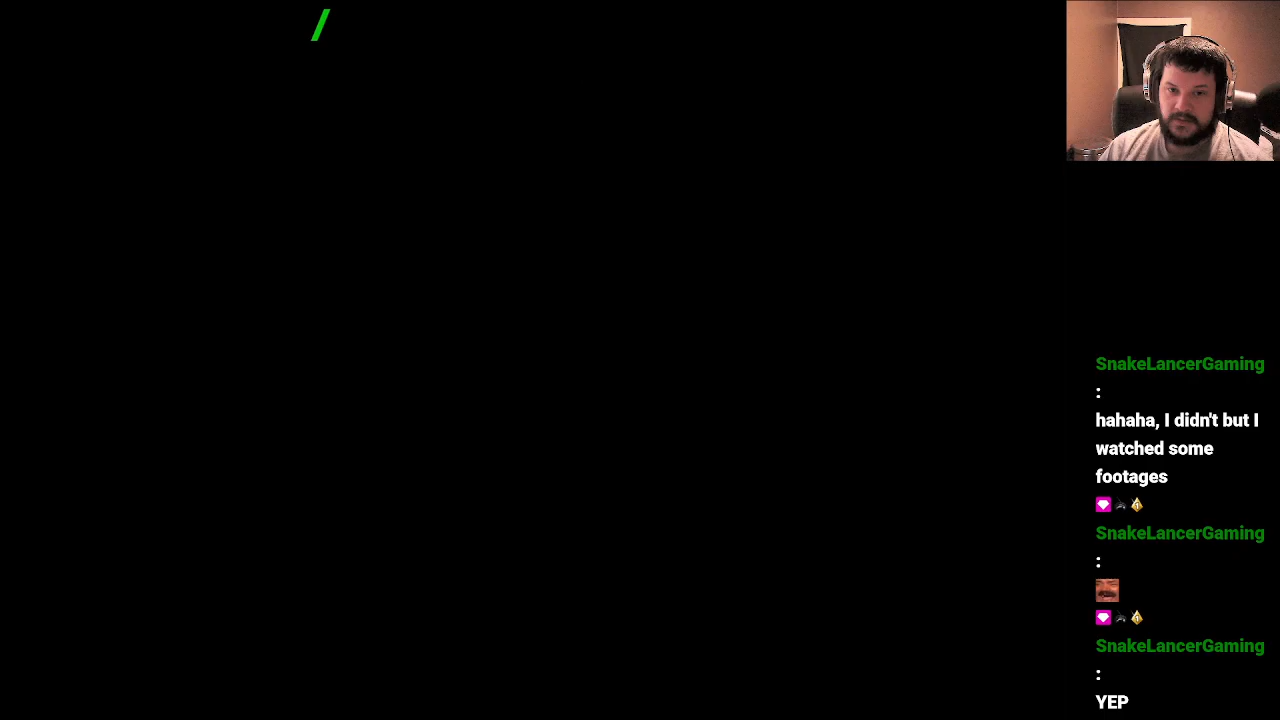 /
SnakeLancerGaming
:
hahaha, I didn't but I
watched some
footages
SnakeLancerGaming
:
SnakeLancerGaming
:
YEP